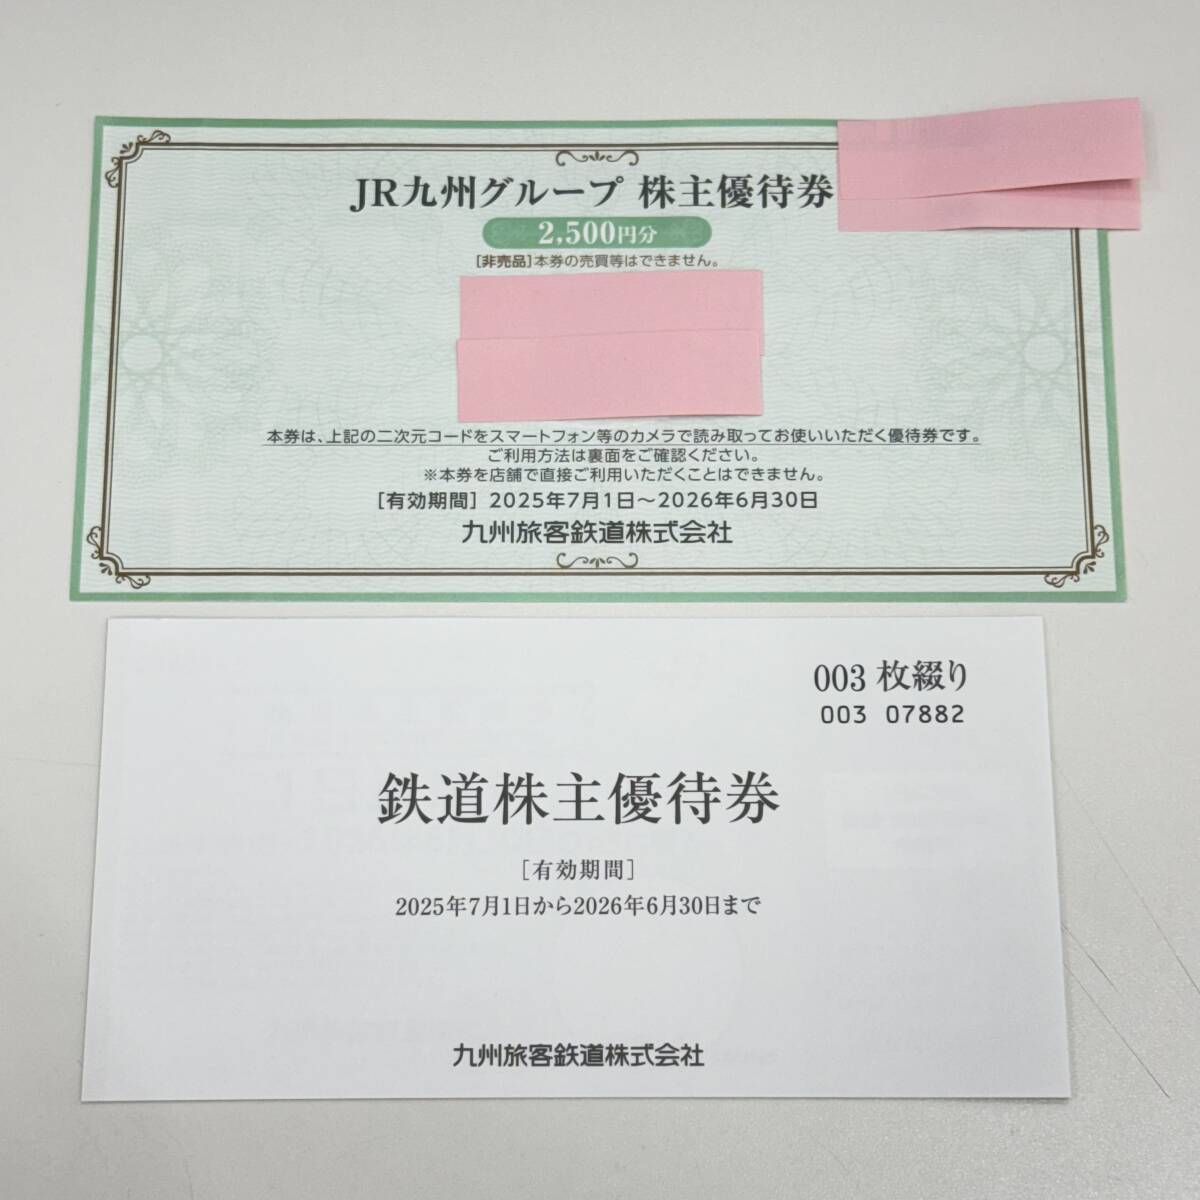 JR九州グループ 株主優待券
2,500円分
[非売品]本券の売買等はできません。
本券は、上記の二次元コードをスマートフォン等のカメラで読み取ってお使いいただく優待券です。
ご利用方法は裏面をご確認ください。
※本券を店舗で直接ご利用いただくことはできません。
[有効期間] 2025年7月1日～2026年6月30日
九州旅客鉄道株式会社
003 枚綴り
003 07882
鉄道株主優待券
[有効期間]
2025年7月1日から2026年6月30日まで
九州旅客鉄道株式会社